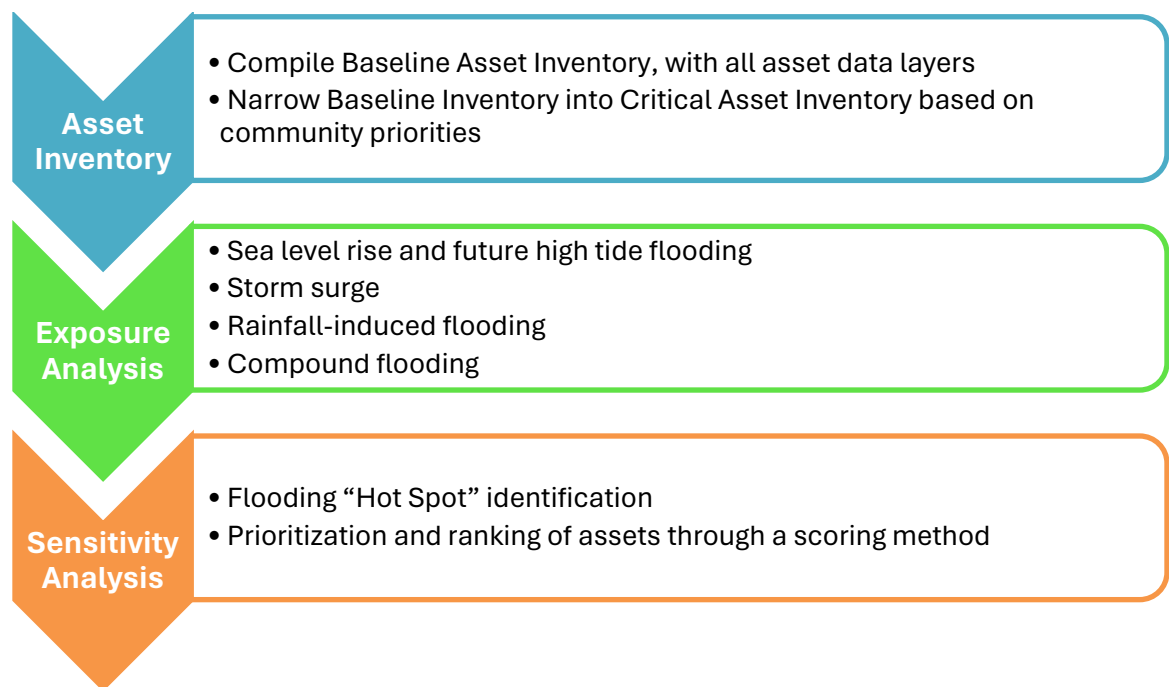 Asset
Inventory
• Compile Baseline Asset Inventory, with all asset data layers
• Narrow Baseline Inventory into Critical Asset Inventory based on
community priorities
Exposure
Analysis
• Sea level rise and future high tide flooding
• Storm surge
• Rainfall-induced flooding
• Compound flooding
Sensitivity
Analysis
• Flooding “Hot Spot” identification
• Prioritization and ranking of assets through a scoring method